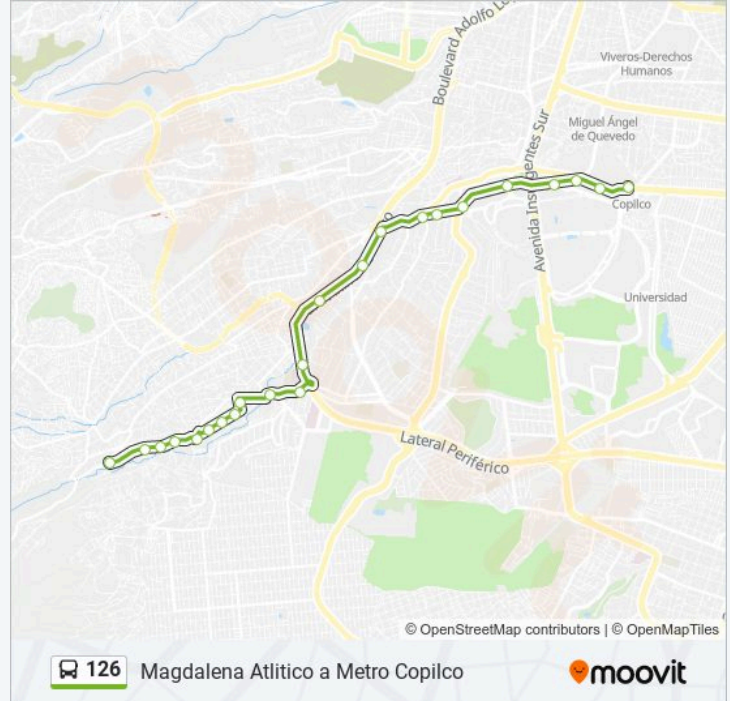 Boulevard Adolfo Lo
Viveros-Derechos
Humanos
Miguel Ángel
de Quevedo
Avenida Insurgentes Sur
Copilco
Universidad
Lateral Periférico
© OpenStreetMap contributors | © OpenMapTiles
126 Magdalena Atlitico a Metro Copilco
moovit